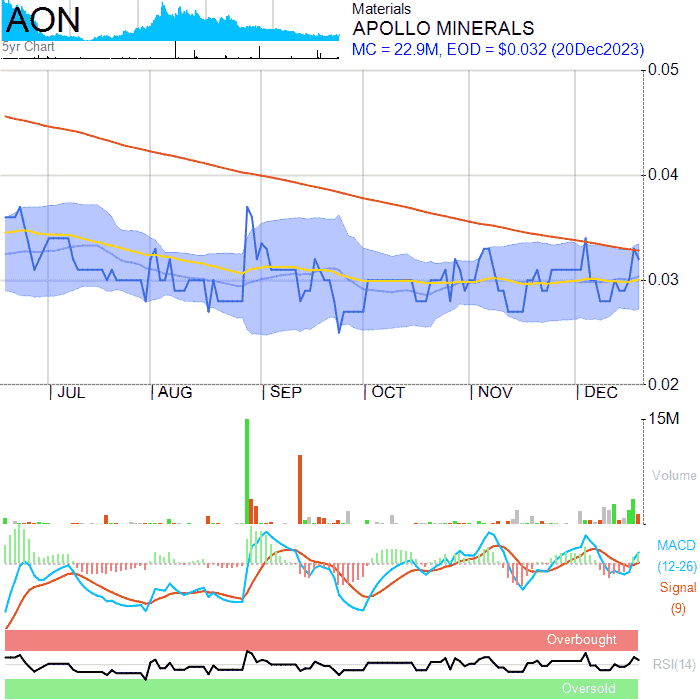 AON
5yr Chart
Materials
APOLLO MINERALS
MC = 22.9M, EOD = $0.032 (20Dec2023)
0.05
0.04
0.03
0.02
JUL AUG SEP OCT NOV DEC
15M
Volume
MACD
(12-26)
Signal
(9)
Overbought
RSI(14)
Oversold